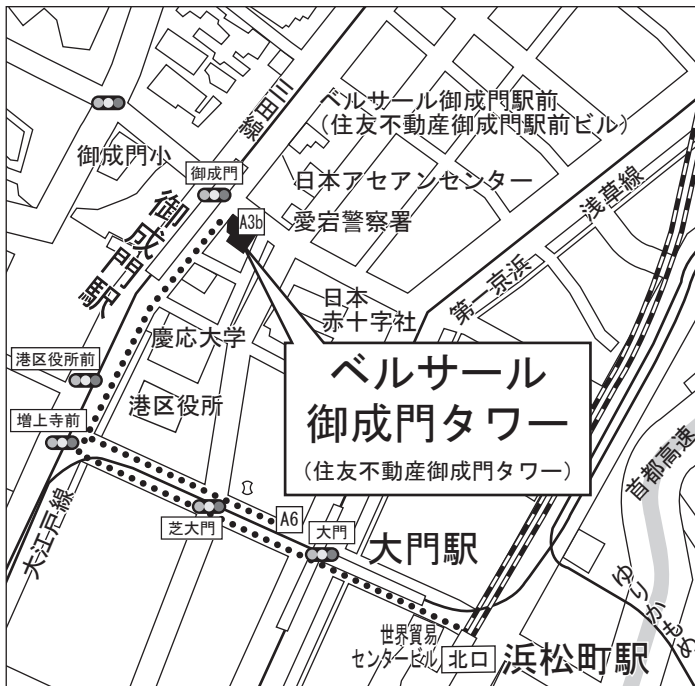 三田線
ベルサール御成門駅前
（住友不動産御成門駅前ビル）
御成門小
御成門
日本アセアンセンター
浅草線
A3b
愛宕警察署
御成門駅
第一京浜
日本
赤十字社
慶応大学
港区役所前
港区役所
ベルサール
御成門タワー
（住友不動産御成門タワー）
増上寺前
首都高速
大江戸線
芝大門
A6
大門
大門駅
ゆりかもめ
世界貿易
センタービル
北口
浜松町駅